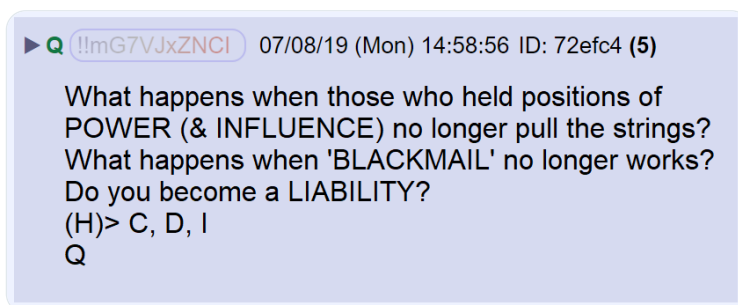 Q !!mG7VJxZNCI 07/08/19 (Mon) 14:58:56 ID: 72efc4 (5)
What happens when those who held positions of
POWER (& INFLUENCE) no longer pull the strings?
What happens when 'BLACKMAIL' no longer works?
Do you become a LIABILITY?
(H)> C, D, I
Q